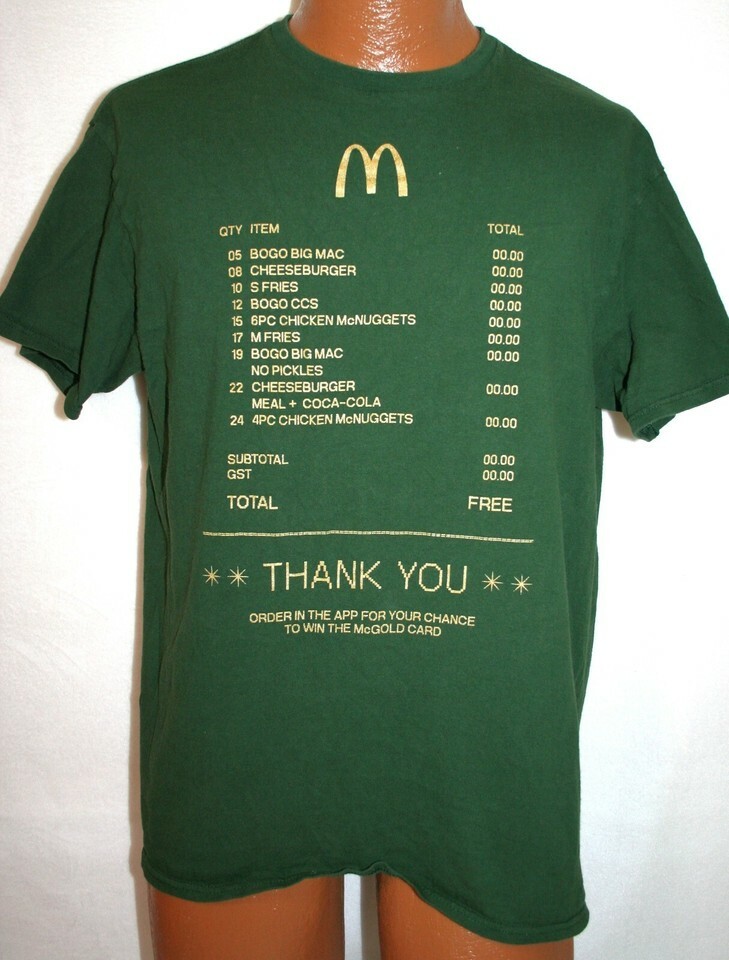 QTY ITEM TOTAL
05 BOGO BIG MAC 00.00
08 CHEESEBURGER 00.00
10 S FRIES 00.00
12 BOGO CCS 00.00
15 6PC CHICKEN McNUGGETS 00.00
17 M FRIES 00.00
19 BOGO BIG MAC 00.00
NO PICKLES
22 CHEESEBURGER 00.00
MEAL + COCA-COLA
24 4PC CHICKEN McNUGGETS 00.00
SUBTOTAL 00.00
GST 00.00
TOTAL FREE
** THANK YOU **
ORDER IN THE APP FOR YOUR CHANCE
TO WIN THE McGOLD CARD